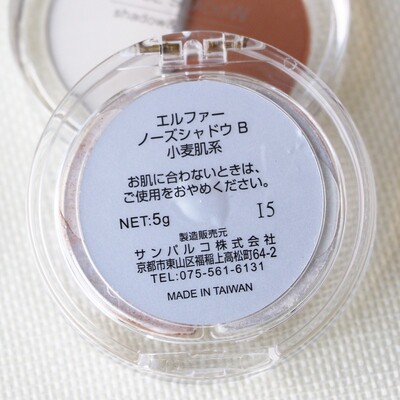 shadow
エルファー
ノーズシャドウ B
小麦肌系
お肌に合わないときは、
ご使用をおやめください。
NET:5g
I5
製造販売元
サンパルコ株式会社
京都市東山区福稲上高松町64-2
TEL:075-561-6131
MADE IN TAIWAN